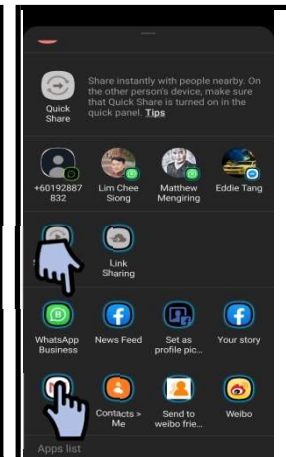 Share instantly with people nearby. On
the other person's device, make sure
that Quick Share is turned on in the
quick panel. Tips
Quick
Share
+60192887
832
Lim Chee
Siong
Matthew
Mengiring
Eddie Tang
Link
Sharing
WhatsApp
Business
News Feed
Set as
profile pic...
Your story
Contacts >
Me
Send to
weibo frie...
Weibo
Apps list